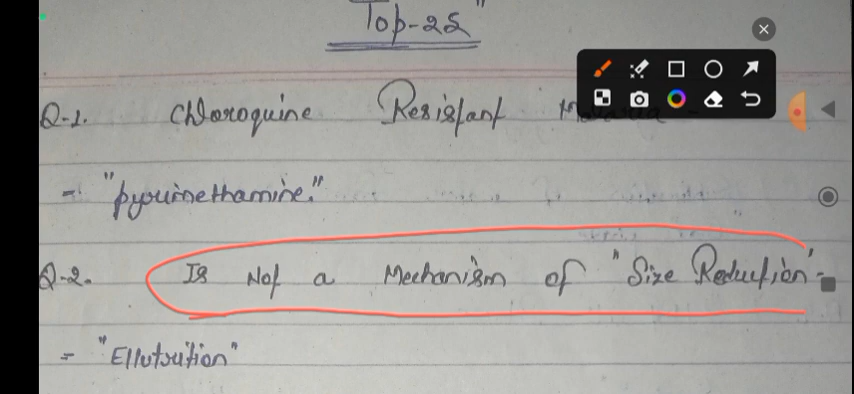 Top-25"
Q-1. Chloroquine Resistant
= "pyrimethamine."
Q-2. Is Not a Mechanism of "Size Reduction"-
= "Ellutrition"